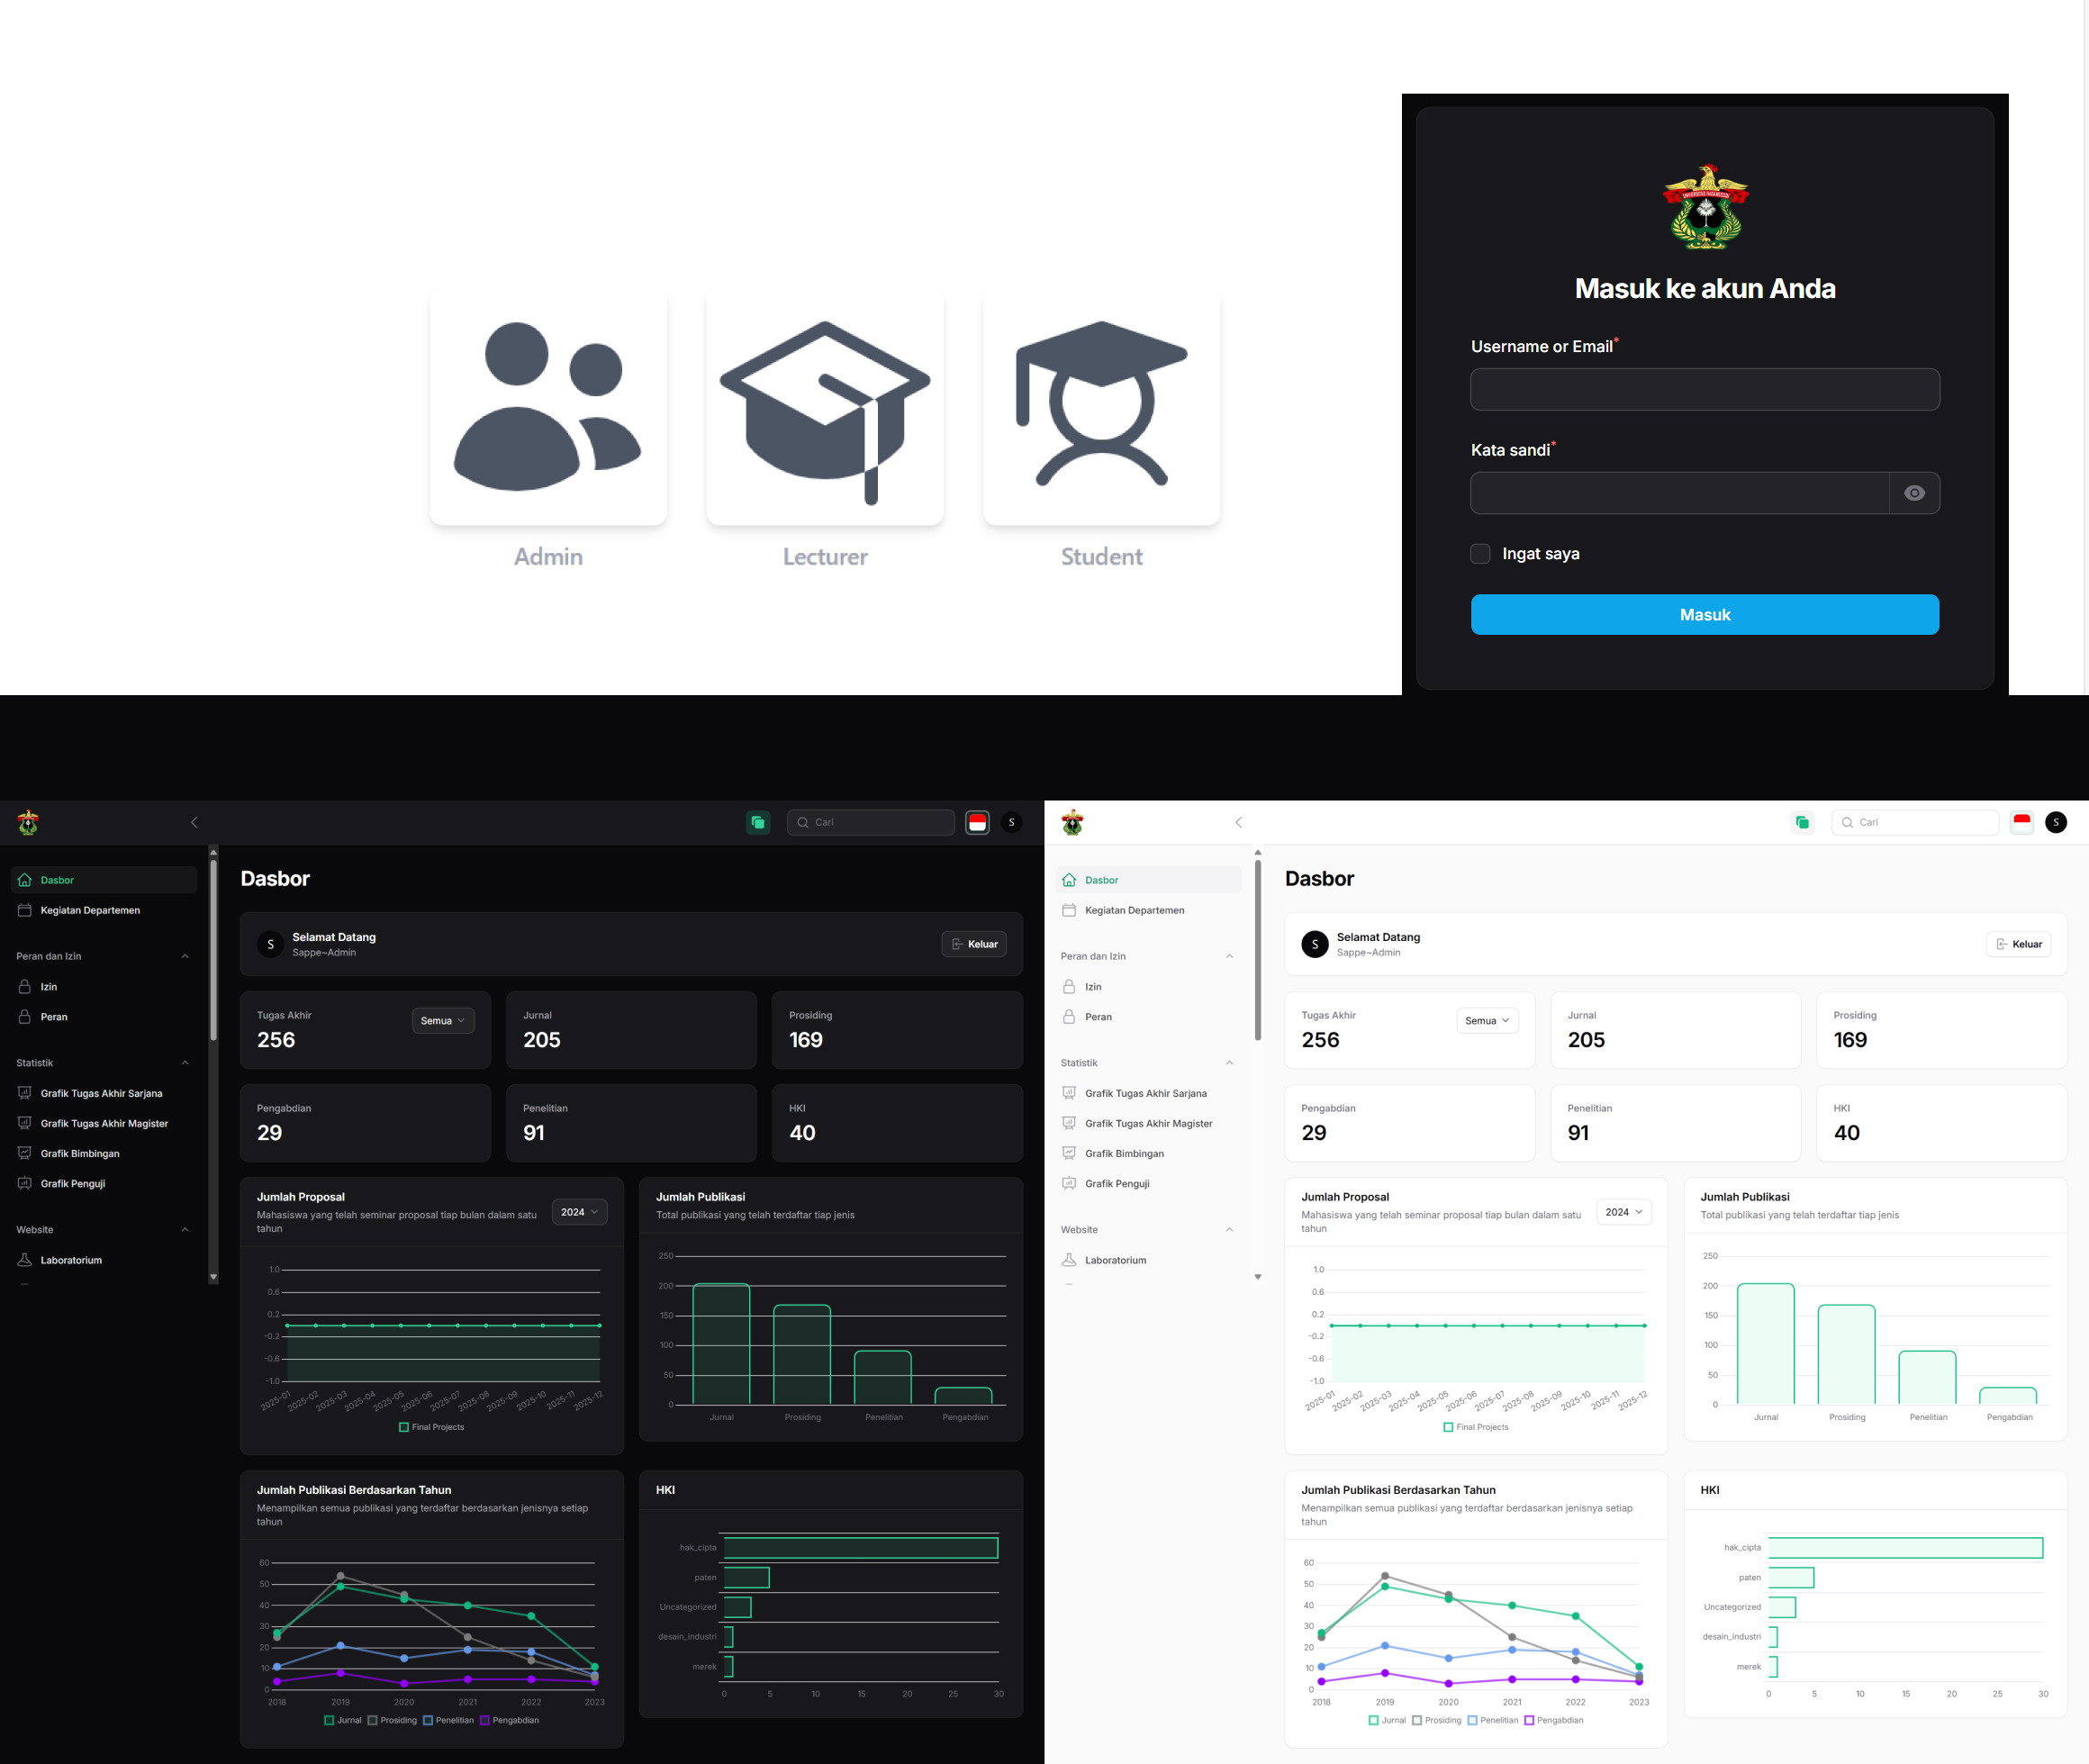 Admin
Lecturer
Student
Masuk ke akun Anda
Username or Email*
Kata sandi*
Ingat saya
Masuk
Cari
S
Dasbor
Kegiatan Departemen
Peran dan Izin
Izin
Peran
Statistik
Grafik Tugas Akhir Sarjana
Grafik Tugas Akhir Magister
Grafik Bimbingan
Grafik Penguji
Website
Laboratorium
Dasbor
S
Selamat Datang
Sappe~Admin
Keluar
Tugas Akhir
256
Semua
Jurnal
205
Prosiding
169
Pengabdian
29
Penelitian
91
HKI
40
Jumlah Proposal
Mahasiswa yang telah seminar proposal tiap bulan dalam satu
tahun
2024
1.0
0.6
0.2
-0.2
-0.6
-1.0
2025-01 2025-02 2025-03 2025-04 2025-05 2025-06 2025-07 2025-08 2025-09 2025-10 2025-11 2025-12
Final Projects
Jumlah Publikasi
Total publikasi yang telah terdaftar tiap jenis
250
200
150
100
50
0
Jurnal Prosiding Penelitian Pengabdian
Jumlah Publikasi Berdasarkan Tahun
Menampilkan semua publikasi yang terdaftar berdasarkan jenisnya setiap
tahun
60
50
40
30
20
10
0
2018 2019 2020 2021 2022 2023
Jurnal Prosiding Penelitian Pengabdian
HKI
hak_cipta
paten
Uncategorized
desain_industri
merek
0 5 10 15 20 25 30
Cari
S
Dasbor
Kegiatan Departemen
Peran dan Izin
Izin
Peran
Statistik
Grafik Tugas Akhir Sarjana
Grafik Tugas Akhir Magister
Grafik Bimbingan
Grafik Penguji
Website
Laboratorium
Dasbor
S
Selamat Datang
Sappe~Admin
Keluar
Tugas Akhir
256
Semua
Jurnal
205
Prosiding
169
Pengabdian
29
Penelitian
91
HKI
40
Jumlah Proposal
Mahasiswa yang telah seminar proposal tiap bulan dalam satu
tahun
2024
1.0
0.6
0.2
-0.2
-0.6
-1.0
2025-01 2025-02 2025-03 2025-04 2025-05 2025-06 2025-07 2025-08 2025-09 2025-10 2025-11 2025-12
Final Projects
Jumlah Publikasi
Total publikasi yang telah terdaftar tiap jenis
250
200
150
100
50
0
Jurnal Prosiding Penelitian Pengabdian
Jumlah Publikasi Berdasarkan Tahun
Menampilkan semua publikasi yang terdaftar berdasarkan jenisnya setiap
tahun
60
50
40
30
20
10
0
2018 2019 2020 2021 2022 2023
Jurnal Prosiding Penelitian Pengabdian
HKI
hak_cipta
paten
Uncategorized
desain_industri
merek
0 5 10 15 20 25 30